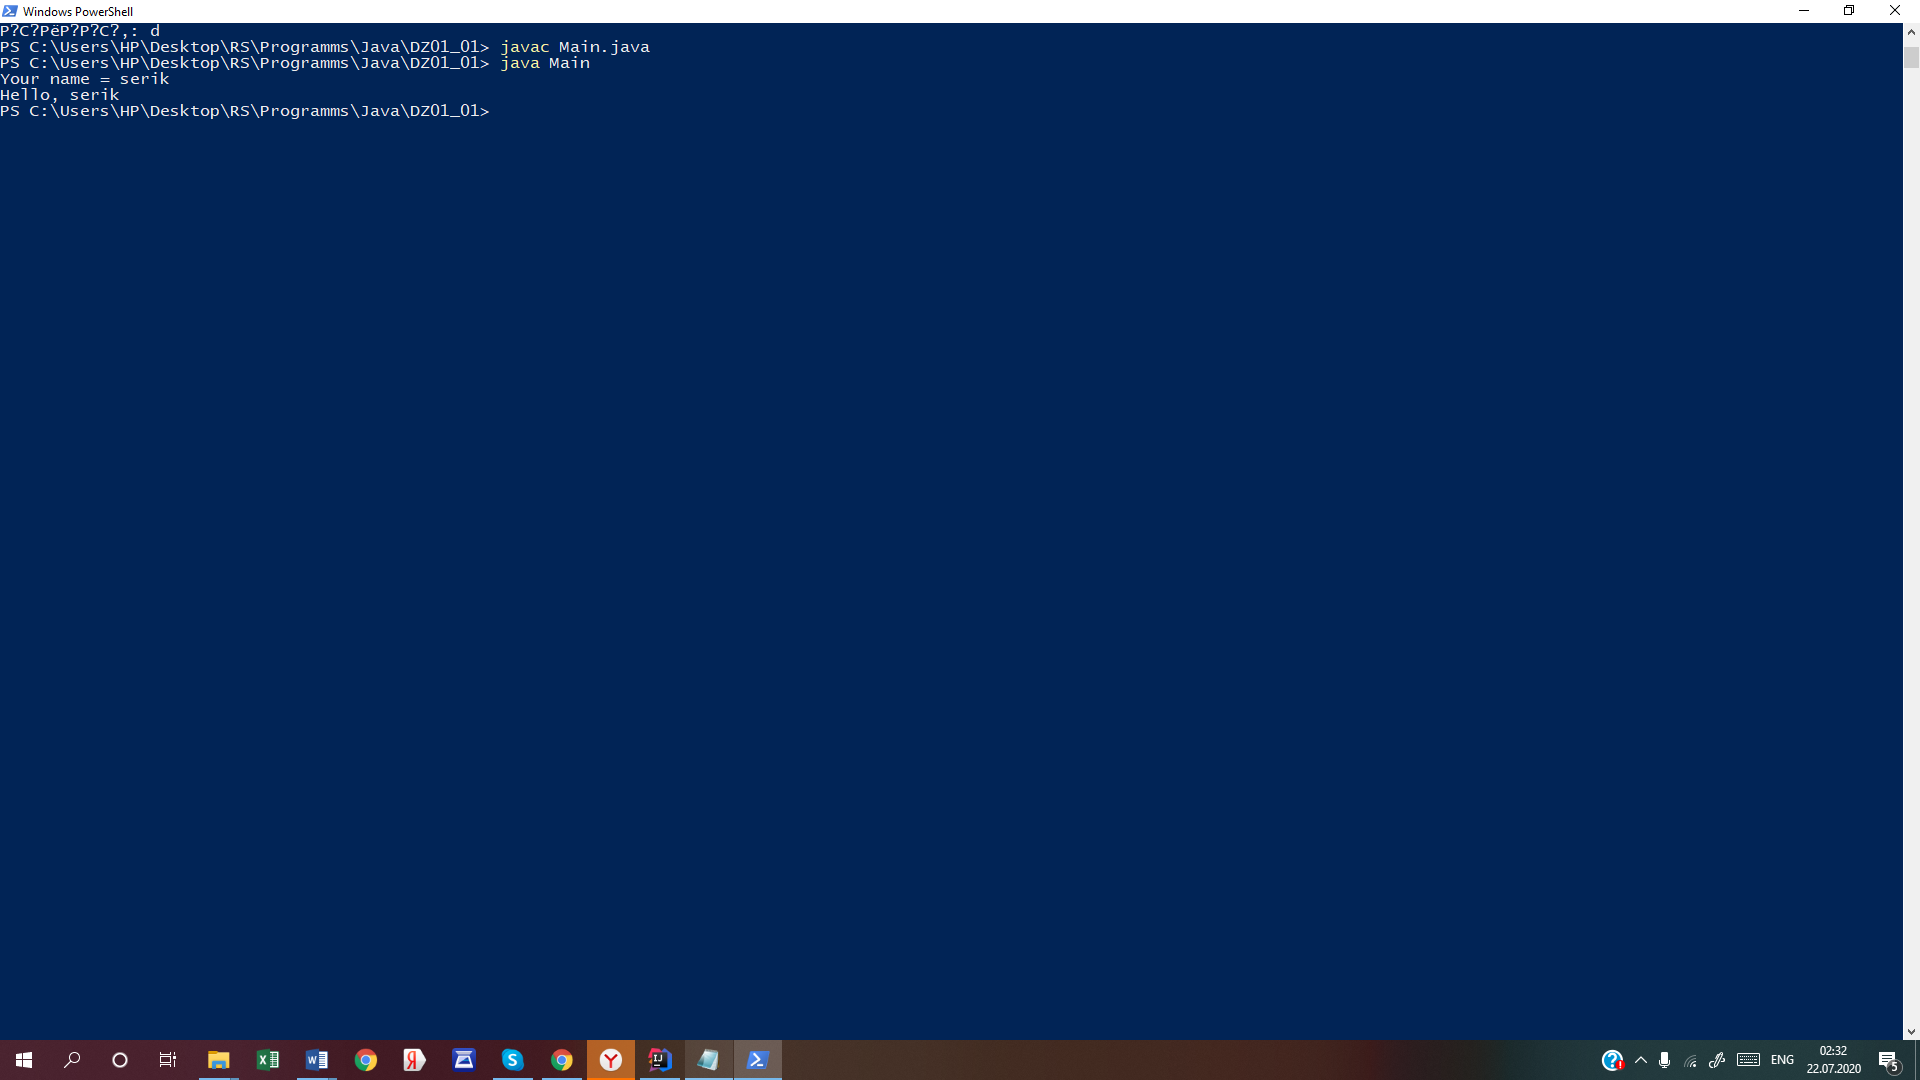 Windows PowerShell
Р?С?РёР?Р?С?,: d
PS C:\Users\HP\Desktop\RS\Programms\Java\DZ01_01> javac Main.java
PS C:\Users\HP\Desktop\RS\Programms\Java\DZ01_01> java Main
Your name = serik
Hello, serik
PS C:\Users\HP\Desktop\RS\Programms\Java\DZ01_01>
ENG
02:32
22.07.2020
5